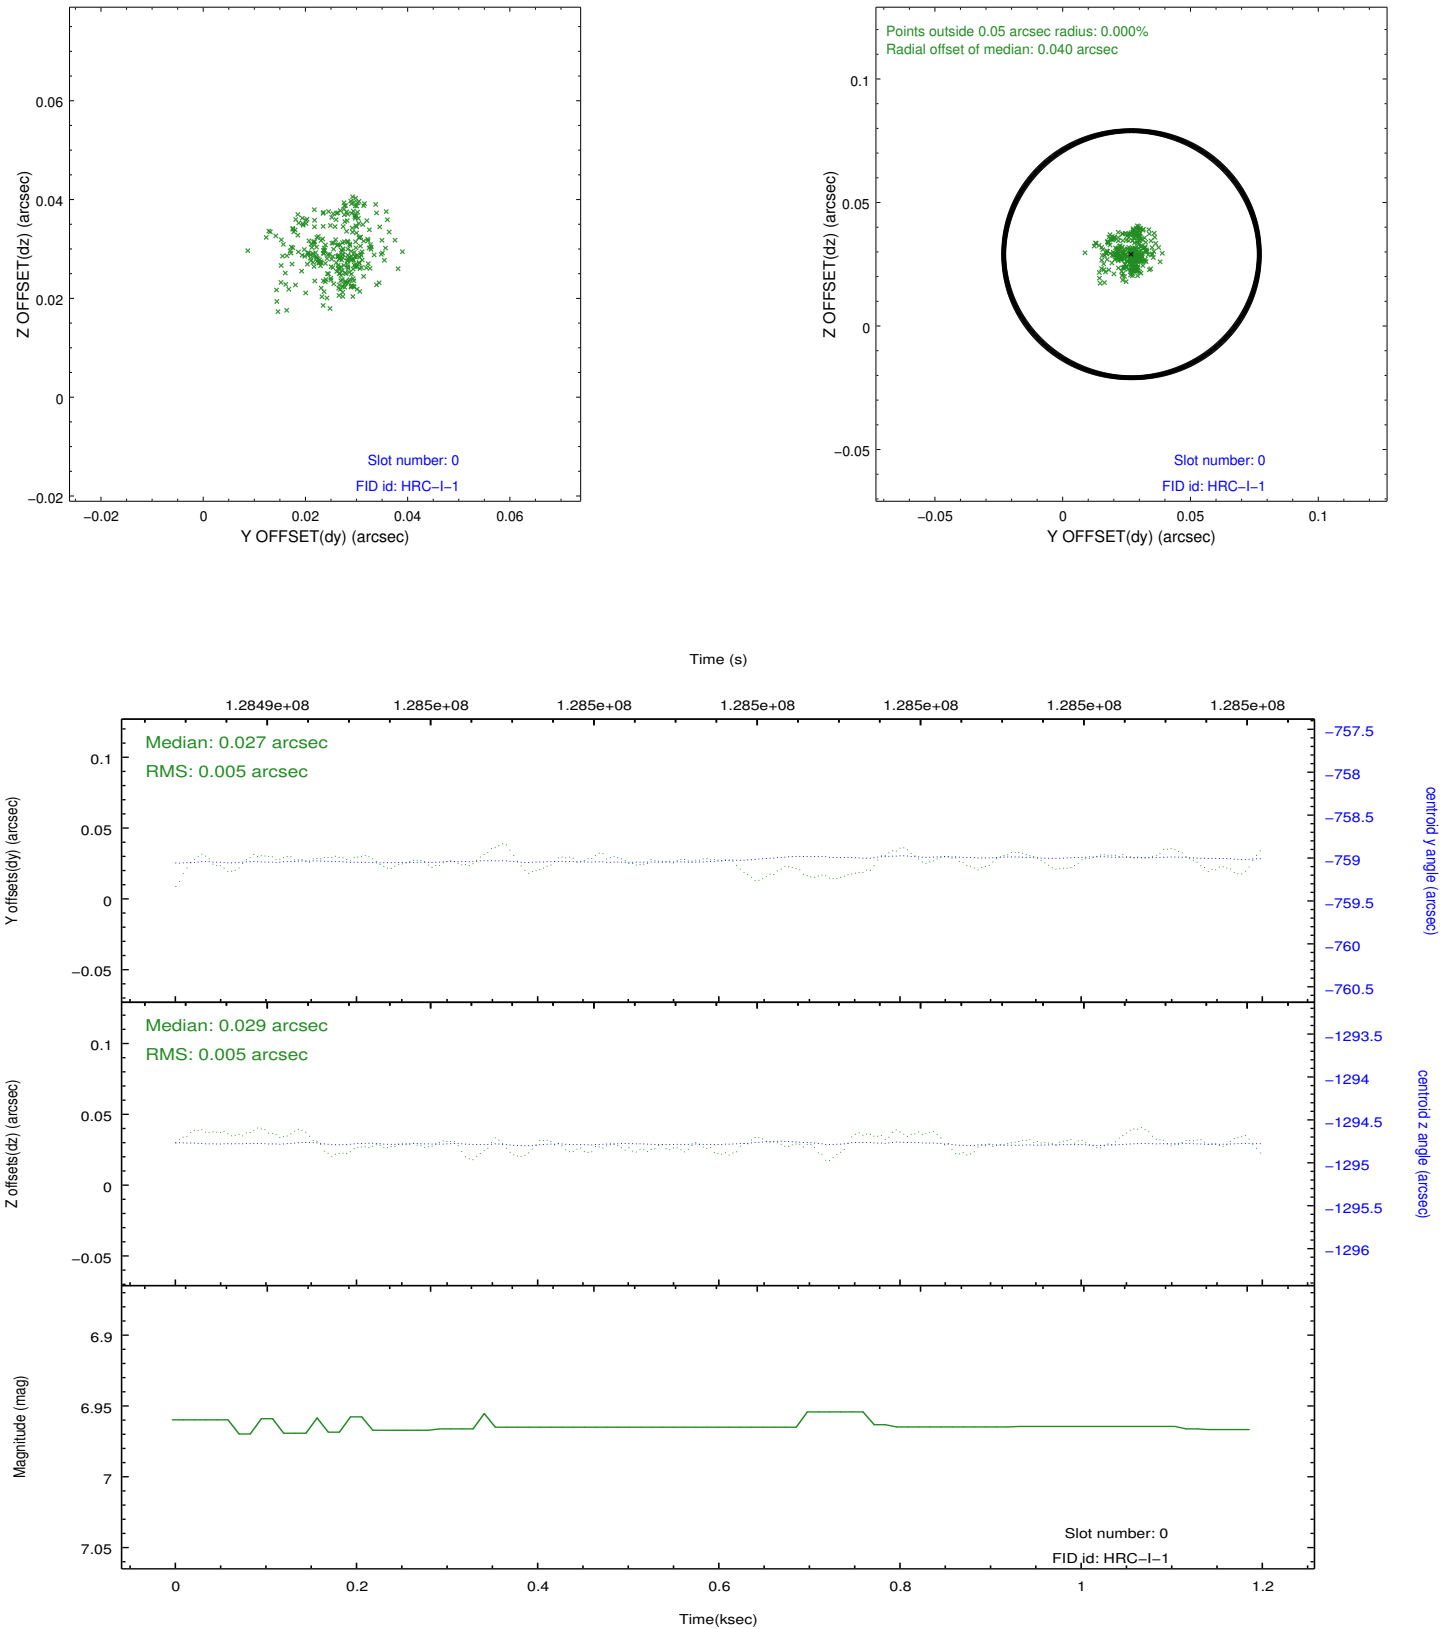 0.06
0.04
0.02
0
−0.02
Z OFFSET(dz) (arcsec)
Slot number: 0
FID id: HRC−I−1
−0.02 0 0.02 0.04 0.06
Y OFFSET(dy) (arcsec)
Points outside 0.05 arcsec radius: 0.000%
Radial offset of median: 0.040 arcsec
0.1
0.05
0
−0.05
Z OFFSET(dz) (arcsec)
Slot number: 0
FID id: HRC−I−1
−0.05 0 0.05 0.1
Y OFFSET(dy) (arcsec)
Time (s)
1.2849e+08 1.285e+08 1.285e+08 1.285e+08 1.285e+08 1.285e+08 1.285e+08
Median: 0.027 arcsec
RMS: 0.005 arcsec
0.1
0.05
0
−0.05
Y offsets(dy) (arcsec)
−757.5
−758
−758.5
−759
−759.5
−760
−760.5
centroid y angle (arcsec)
Median: 0.029 arcsec
RMS: 0.005 arcsec
0.1
0.05
0
−0.05
Z offsets(dz) (arcsec)
−1293.5
−1294
−1294.5
−1295
−1295.5
−1296
centroid z angle (arcsec)
6.9
6.95
7
7.05
Magnitude (mag)
Slot number: 0
FID id: HRC−I−1
0 0.2 0.4 0.6 0.8 1 1.2
Time(ksec)